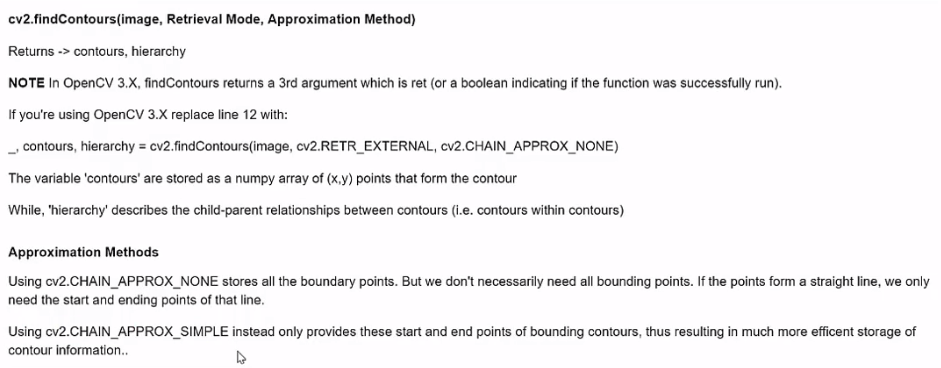 cv2.findContours(image, Retrieval Mode, Approximation Method)
Returns -> contours, hierarchy
NOTE In OpenCV 3.X, findContours returns a 3rd argument which is ret (or a boolean indicating if the function was successfully run).
If you're using OpenCV 3.X replace line 12 with:
_, contours, hierarchy = cv2.findContours(image, cv2.RETR_EXTERNAL, cv2.CHAIN_APPROX_NONE)
The variable 'contours' are stored as a numpy array of (x,y) points that form the contour
While, 'hierarchy' describes the child-parent relationships between contours (i.e. contours within contours)
Approximation Methods
Using cv2.CHAIN_APPROX_NONE stores all the boundary points. But we don't necessarily need all bounding points. If the points form a straight line, we only
need the start and ending points of that line.
Using cv2.CHAIN_APPROX_SIMPLE instead only provides these start and end points of bounding contours, thus resulting in much more efficent storage of
contour information..